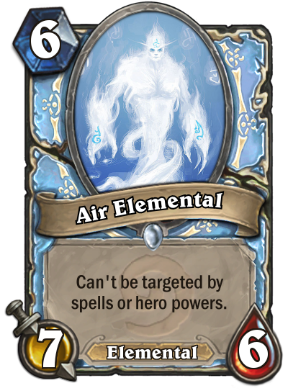 6
Air Elemental
Can't be targeted by
spells or hero powers.
7
Elemental
6